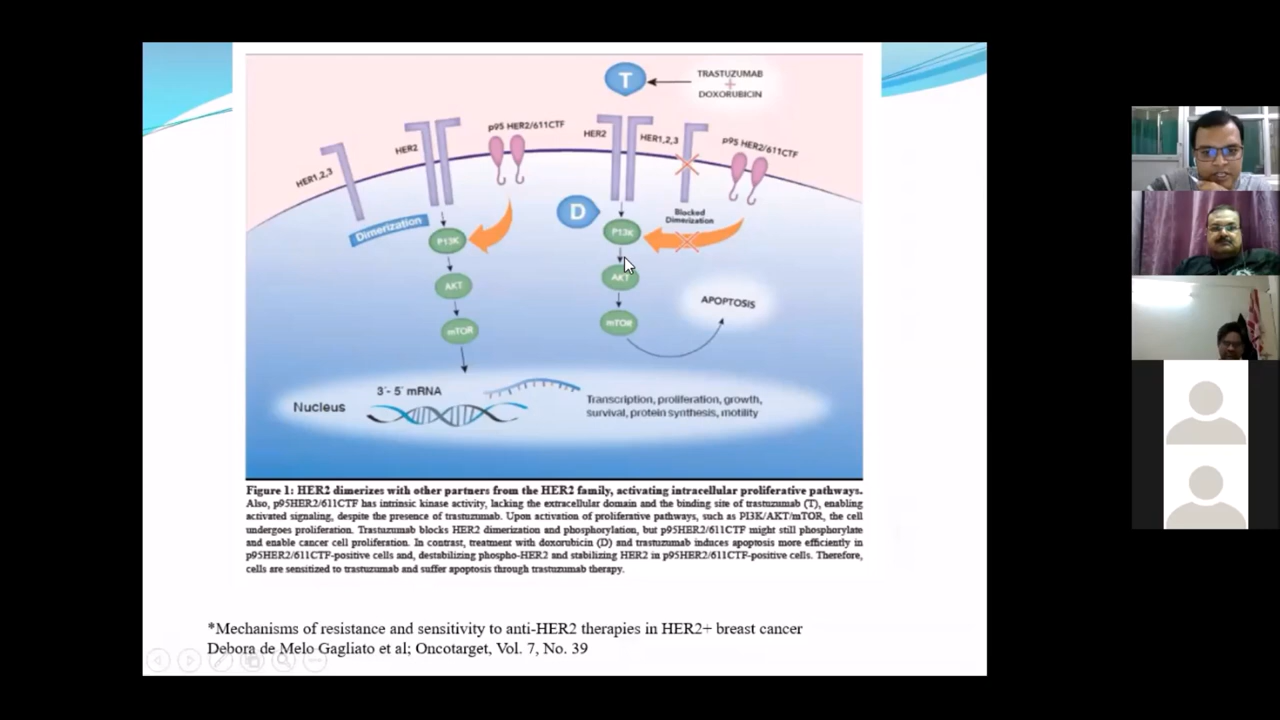 T
TRASTUZUMAB
+
DOXORUBICIN
HER1,2,3
HER2
p95 HER2/611CTF
HER2
HER1,2,3
p95 HER2/611CTF
Dimerization
D
Blocked
Dimerization
P13K
P13K
AKT
AKT
mTOR
mTOR
APOPTOSIS
Nucleus
3´- 5´ mRNA
Transcription, proliferation, growth,
survival, protein synthesis, motility
Figure 1: HER2 dimerizes with other partners from the HER2 family, activating intracellular proliferative pathways.
Also, p95HER2/611CTF has intrinsic kinase activity, lacking the extracellular domain and the binding site of trastuzumab (T), enabling
activated signaling, despite the presence of trastuzumab. Upon activation of proliferative pathways, such as PI3K/AKT/mTOR, the cell
undergoes proliferation. Trastuzumab blocks HER2 dimerization and phosphorylation, but p95HER2/611CTF might still phosphorylate
and enable cancer cell proliferation. In contrast, treatment with doxorubicin (D) and trastuzumab induces apoptosis more efficiently in
p95HER2/611CTF-positive cells and, destabilizing phospho-HER2 and stabilizing HER2 in p95HER2/611CTF-positive cells. Therefore,
cells are sensitized to trastuzumab and suffer apoptosis through trastuzumab therapy.
*Mechanisms of resistance and sensitivity to anti-HER2 therapies in HER2+ breast cancer
Debora de Melo Gagliato et al; Oncotarget, Vol. 7, No. 39